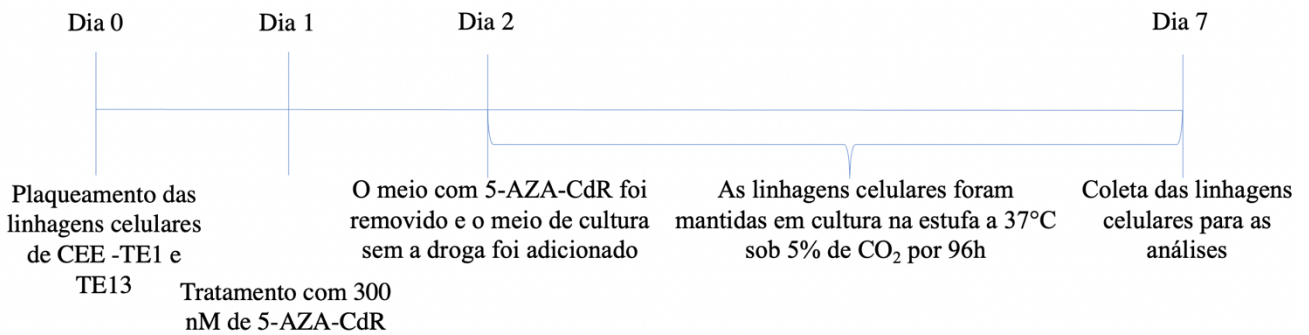 Dia 0
Dia 1
Dia 2
Dia 7
Plaqueamento das
linhagens celulares
de CEE -TE1 e
TE13
Tratamento com 300
nM de 5-AZA-CdR
O meio com 5-AZA-CdR foi
removido e o meio de cultura
sem a droga foi adicionado
As linhagens celulares foram
mantidas em cultura na estufa a 37°C
sob 5% de CO₂ por 96h
Coleta das linhagens
celulares para as
análises